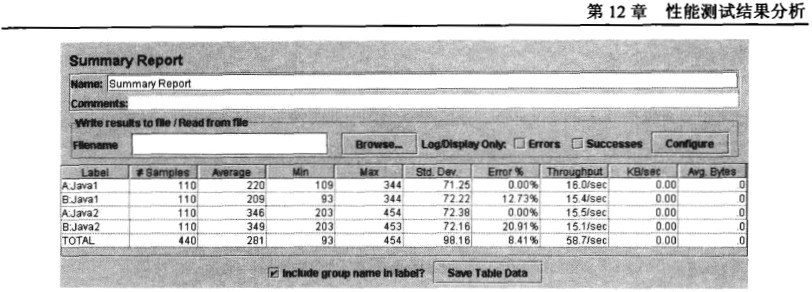 第 12 章 性能测试结果分析
Summary Report
Name: Summary Report
Comments:
Write results to file / Read from file
Filename Browse... Log/Display Only: Errors Successes Configure
Label # Samples Average Min Max Std. Dev. Error % Throughput KB/sec Avg. Bytes
A:Java1 110 220 109 344 71.25 0.00% 16.0/sec 0.00 .0
B:Java1 110 209 93 344 72.22 12.73% 15.4/sec 0.00 .0
A:Java2 110 346 203 454 72.38 0.00% 15.5/sec 0.00 .0
B:Java2 110 349 203 453 72.16 20.91% 15.1/sec 0.00 .0
TOTAL 440 281 93 454 98.16 8.41% 58.7/sec 0.00 .0
Include group name in label? Save Table Data